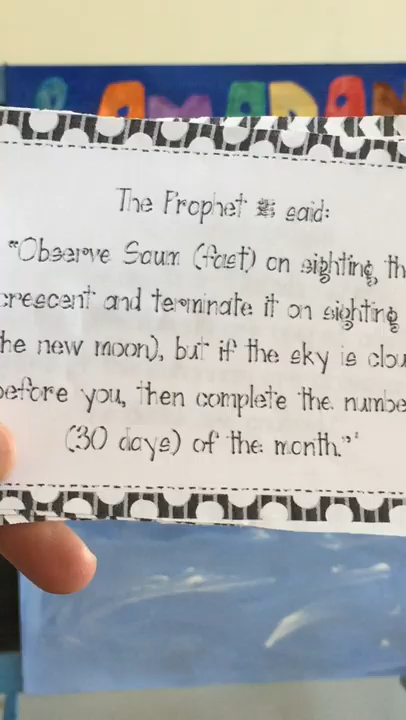 RAMADAN
The Prophet ﷺ said:
"Observe Saum (fast) on sighting th
crescent and terminate it on sighting
he new moon), but if the sky is clou
before you, then complete the numbe
(30 days) of the month."¹